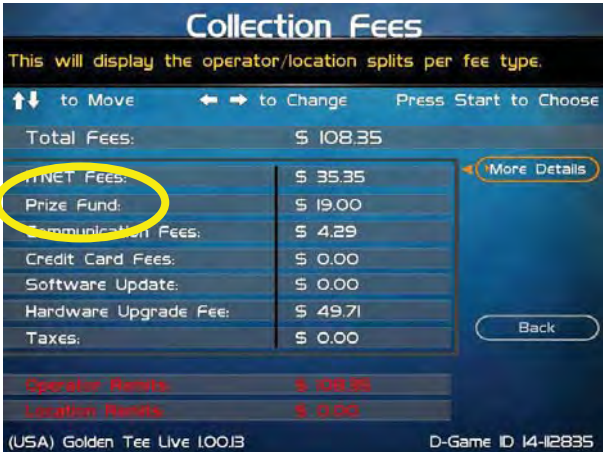 Collection Fees
This will display the operator/location splits per fee type.
to Move to Change Press Start to Choose
Total Fees: $ 108.35
ITNET Fees: $ 35.35
More Details
Prize Fund: $ 19.00
Communication Fees: $ 4.29
Credit Card Fees: $ 0.00
Software Update: $ 0.00
Hardware Upgrade Fee: $ 49.71
Back
Taxes: $ 0.00
Operator Remits: $ 108.35
Location Remits: $ 0.00
(USA) Golden Tee Live 1.00.13 D-Game ID 14-112835